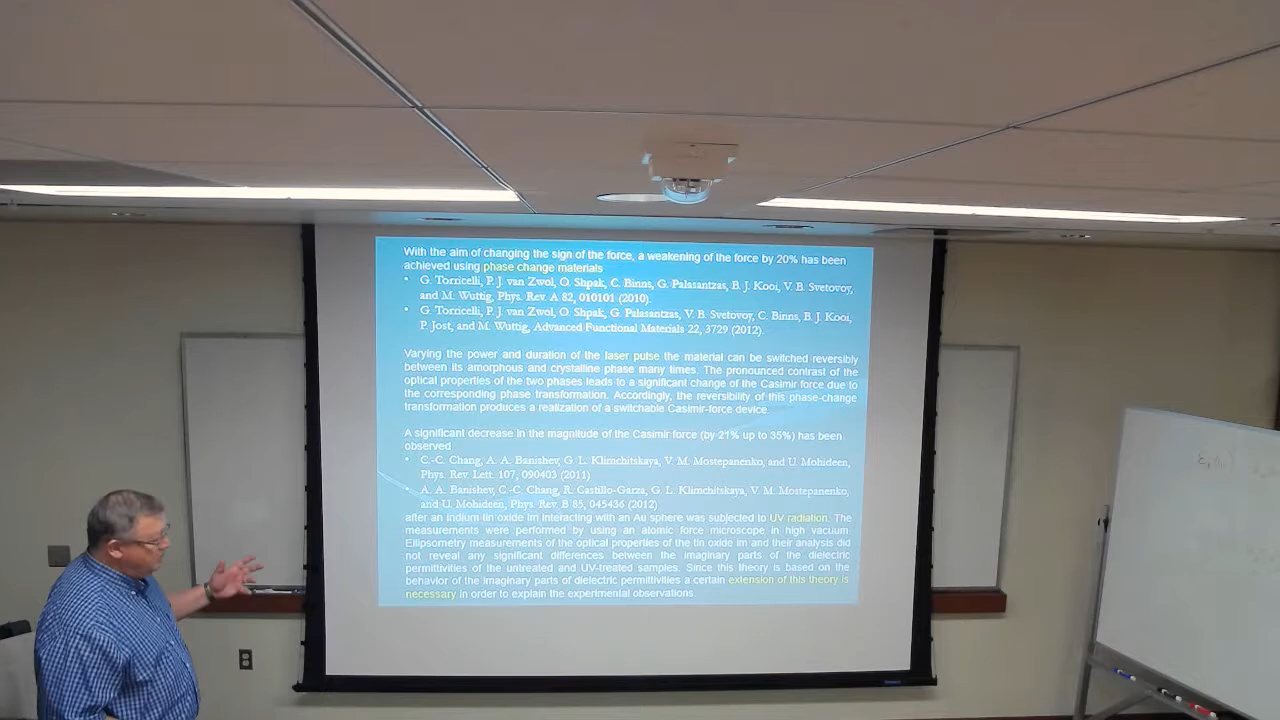 With the aim of changing the sign of the force, a weakening of the force by 20% has been
achieved using phase change materials
• G. Torricelli, P. J. van Zwol, O. Shpak, C. Binns, G. Palasantzas, B. J. Kooi, V. B. Svetovoy,
and M. Wuttig, Phys. Rev. A 82, 010101 (2010).
• G. Torricelli, P. J. van Zwol, O. Shpak, G. Palasantzas, V. B. Svetovoy, C. Binns, B. J. Kooi,
P. Jost, and M. Wuttig, Advanced Functional Materials 22, 3729 (2012).
Varying the power and duration of the laser pulse the material can be switched reversibly
between its amorphous and crystalline phase many times. The pronounced contrast of the
optical properties of the two phases leads to a significant change of the Casimir force due to
the corresponding phase transformation. Accordingly, the reversibility of this phase-change
transformation produces a realization of a switchable Casimir-force device
A significant decrease in the magnitude of the Casimir force (by 21% up to 35%) has been
observed
• C.-C. Chang, A. A. Banishev, G. L. Klimchitskaya, V. M. Mostepanenko, and U. Mohideen,
Phys. Rev. Lett. 107, 090403 (2011)
• A. A. Banishev, C.-C. Chang, R. Castillo-Garza, G. L. Klimchitskaya, V. M. Mostepanenko,
and U. Mohideen, Phys. Rev. B 85, 045436 (2012)
after an indium tin oxide lm interacting with an Au sphere was subjected to UV radiation. The
measurements were performed by using an atomic force microscope in high vacuum.
Ellipsometry measurements of the optical properties of the tin oxide lm and their analysis did
not reveal any significant differences between the imaginary parts of the dielectric
permittivities of the untreated and UV-treated samples. Since this theory is based on the
behavior of the imaginary parts of dielectric permittivities a certain extension of this theory is
necessary in order to explain the experimental observations.